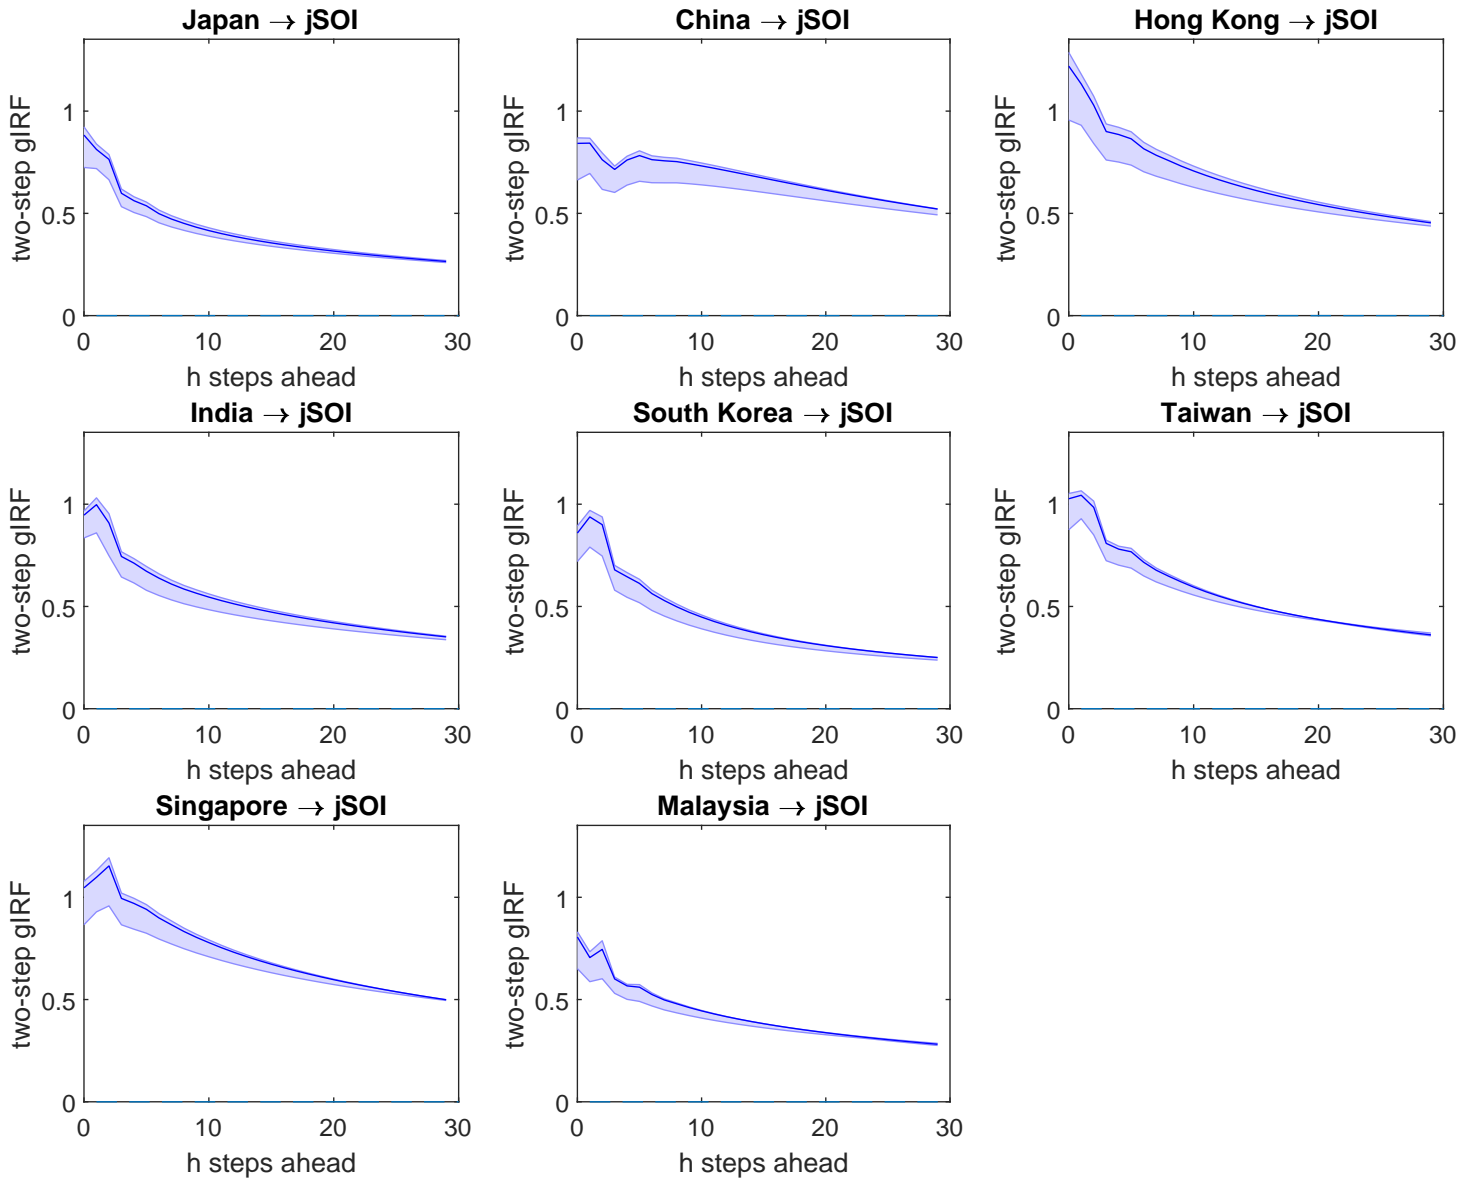 Japan → jSOI
two-step gIRF
1
0.5
0
0 10 20 30
h steps ahead
China → jSOI
two-step gIRF
1
0.5
0
0 10 20 30
h steps ahead
Hong Kong → jSOI
two-step gIRF
1
0.5
0
0 10 20 30
h steps ahead
India → jSOI
two-step gIRF
1
0.5
0
0 10 20 30
h steps ahead
South Korea → jSOI
two-step gIRF
1
0.5
0
0 10 20 30
h steps ahead
Taiwan → jSOI
two-step gIRF
1
0.5
0
0 10 20 30
h steps ahead
Singapore → jSOI
two-step gIRF
1
0.5
0
0 10 20 30
h steps ahead
Malaysia → jSOI
two-step gIRF
1
0.5
0
0 10 20 30
h steps ahead